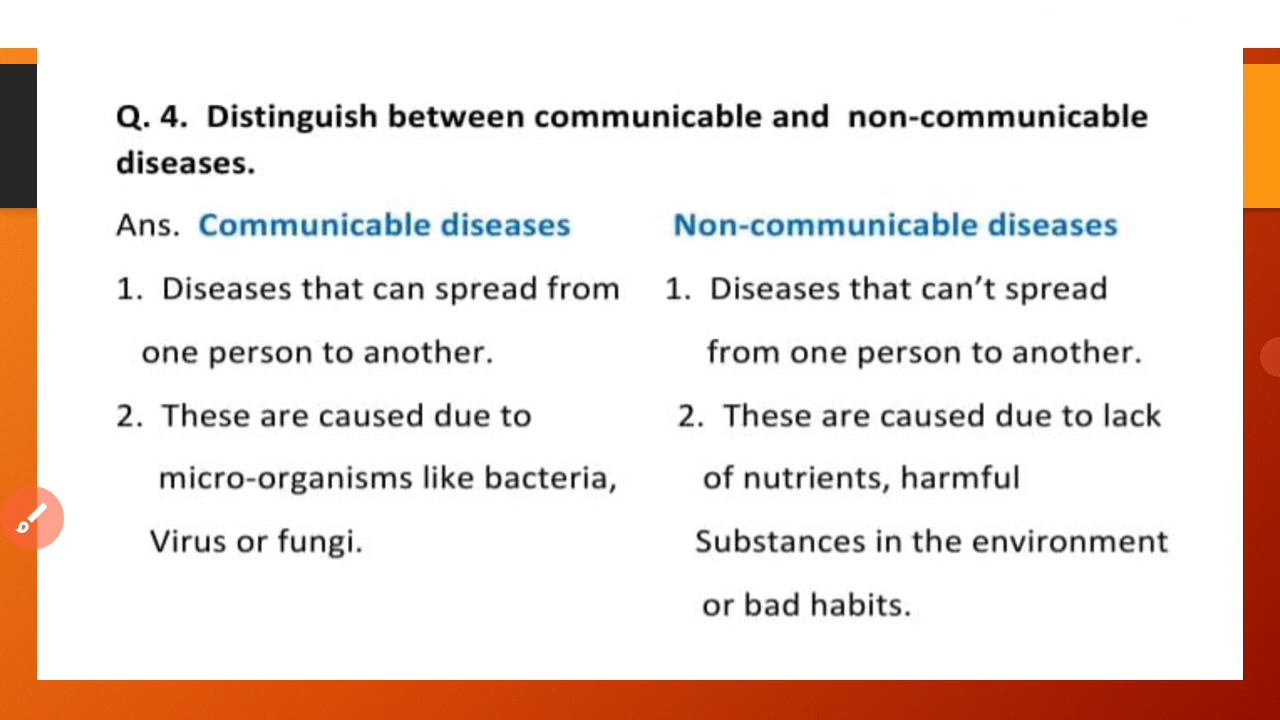 Q. 4. Distinguish between communicable and non-communicable
diseases.
Ans. Communicable diseases Non-communicable diseases
1. Diseases that can spread from 1. Diseases that can’t spread
one person to another. from one person to another.
2. These are caused due to 2. These are caused due to lack
micro-organisms like bacteria, of nutrients, harmful
Virus or fungi. Substances in the environment
or bad habits.